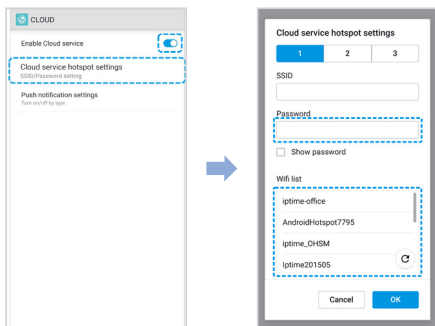 CLOUD
Enable Cloud service
Cloud service hotspot settings
SSID/Password setting
Push notification settings
Turn on/off by type
Cloud service hotspot settings
1 2 3
SSID
Password
Show password
Wifi list
iptime-office
AndroidHotspot7795
iptime_OHSM
Iptime201505
Cancel OK